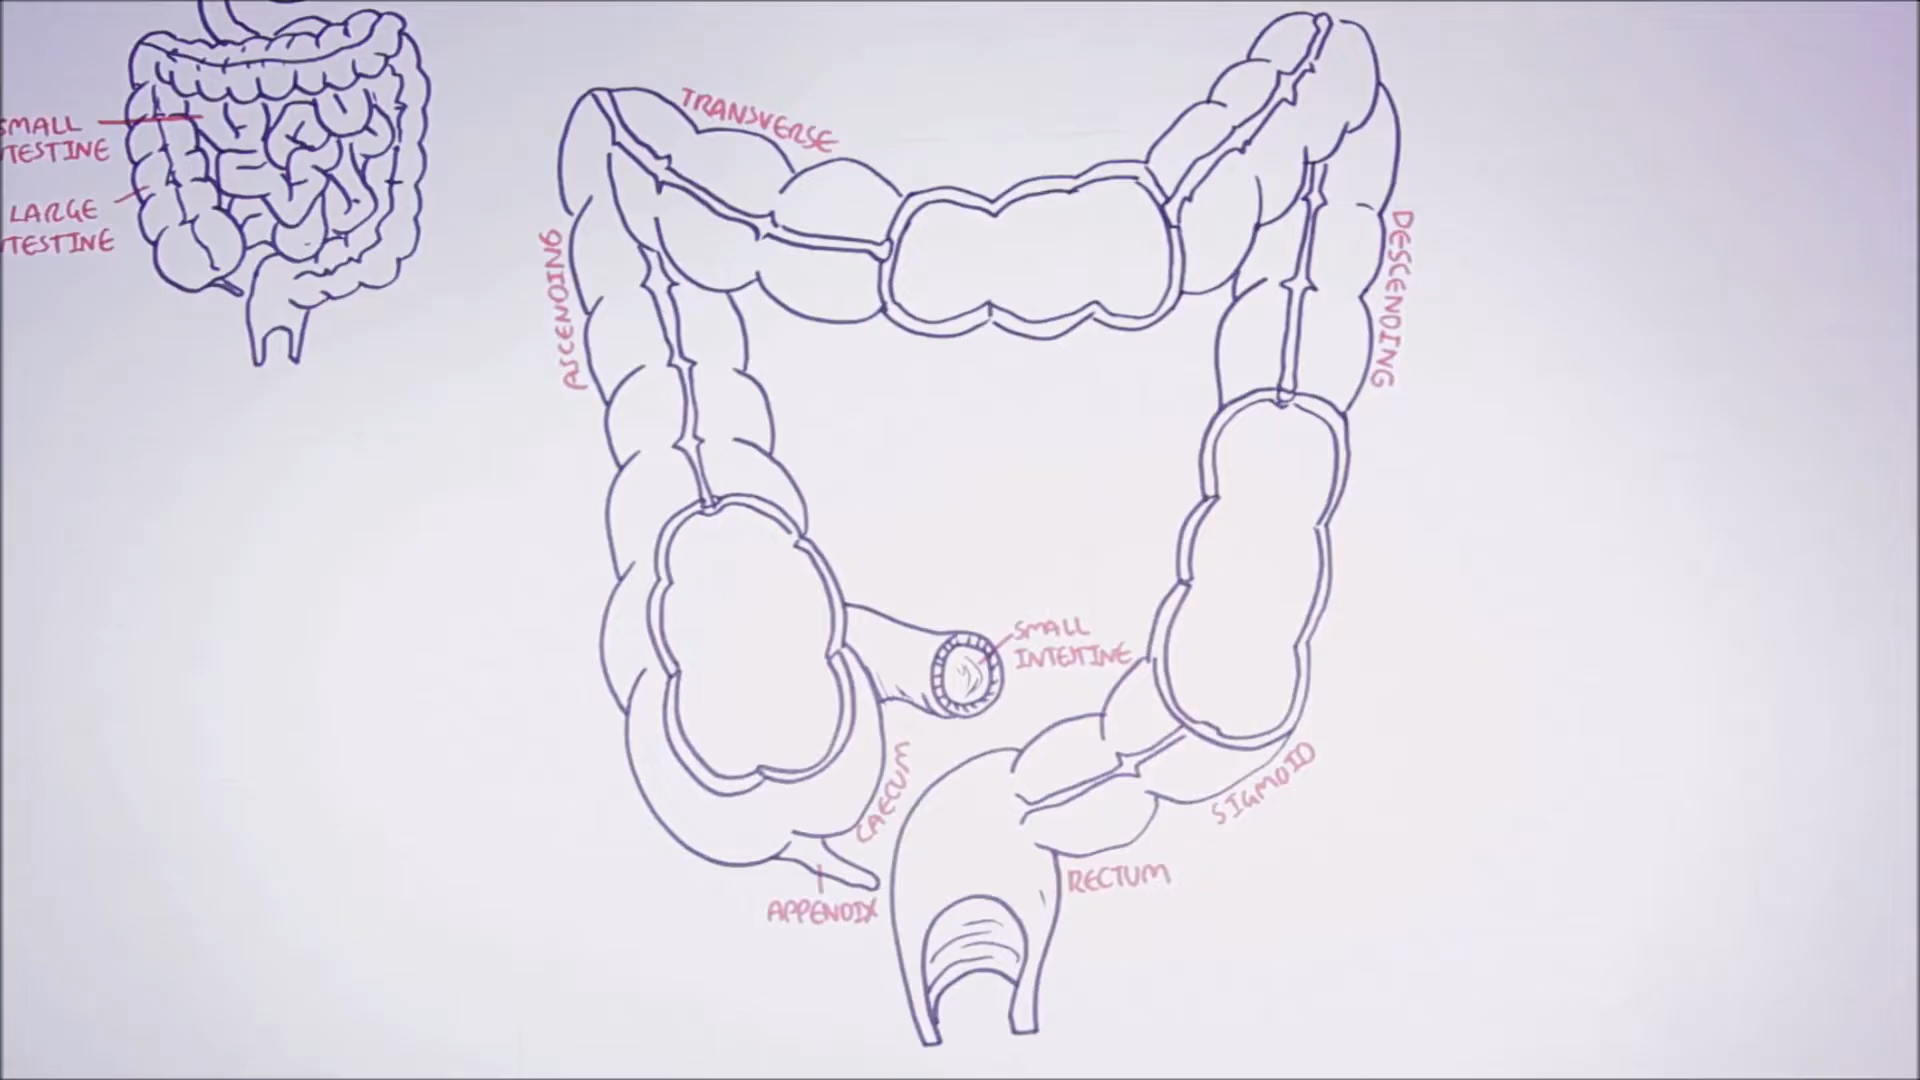 SMALL
TESTINE
LARGE
TESTINE
TRANSVERSE
ASCENDING
DESCENDING
SMALL
INTESTINE
CAECUM
SIGMOID
RECTUM
APPENDIX